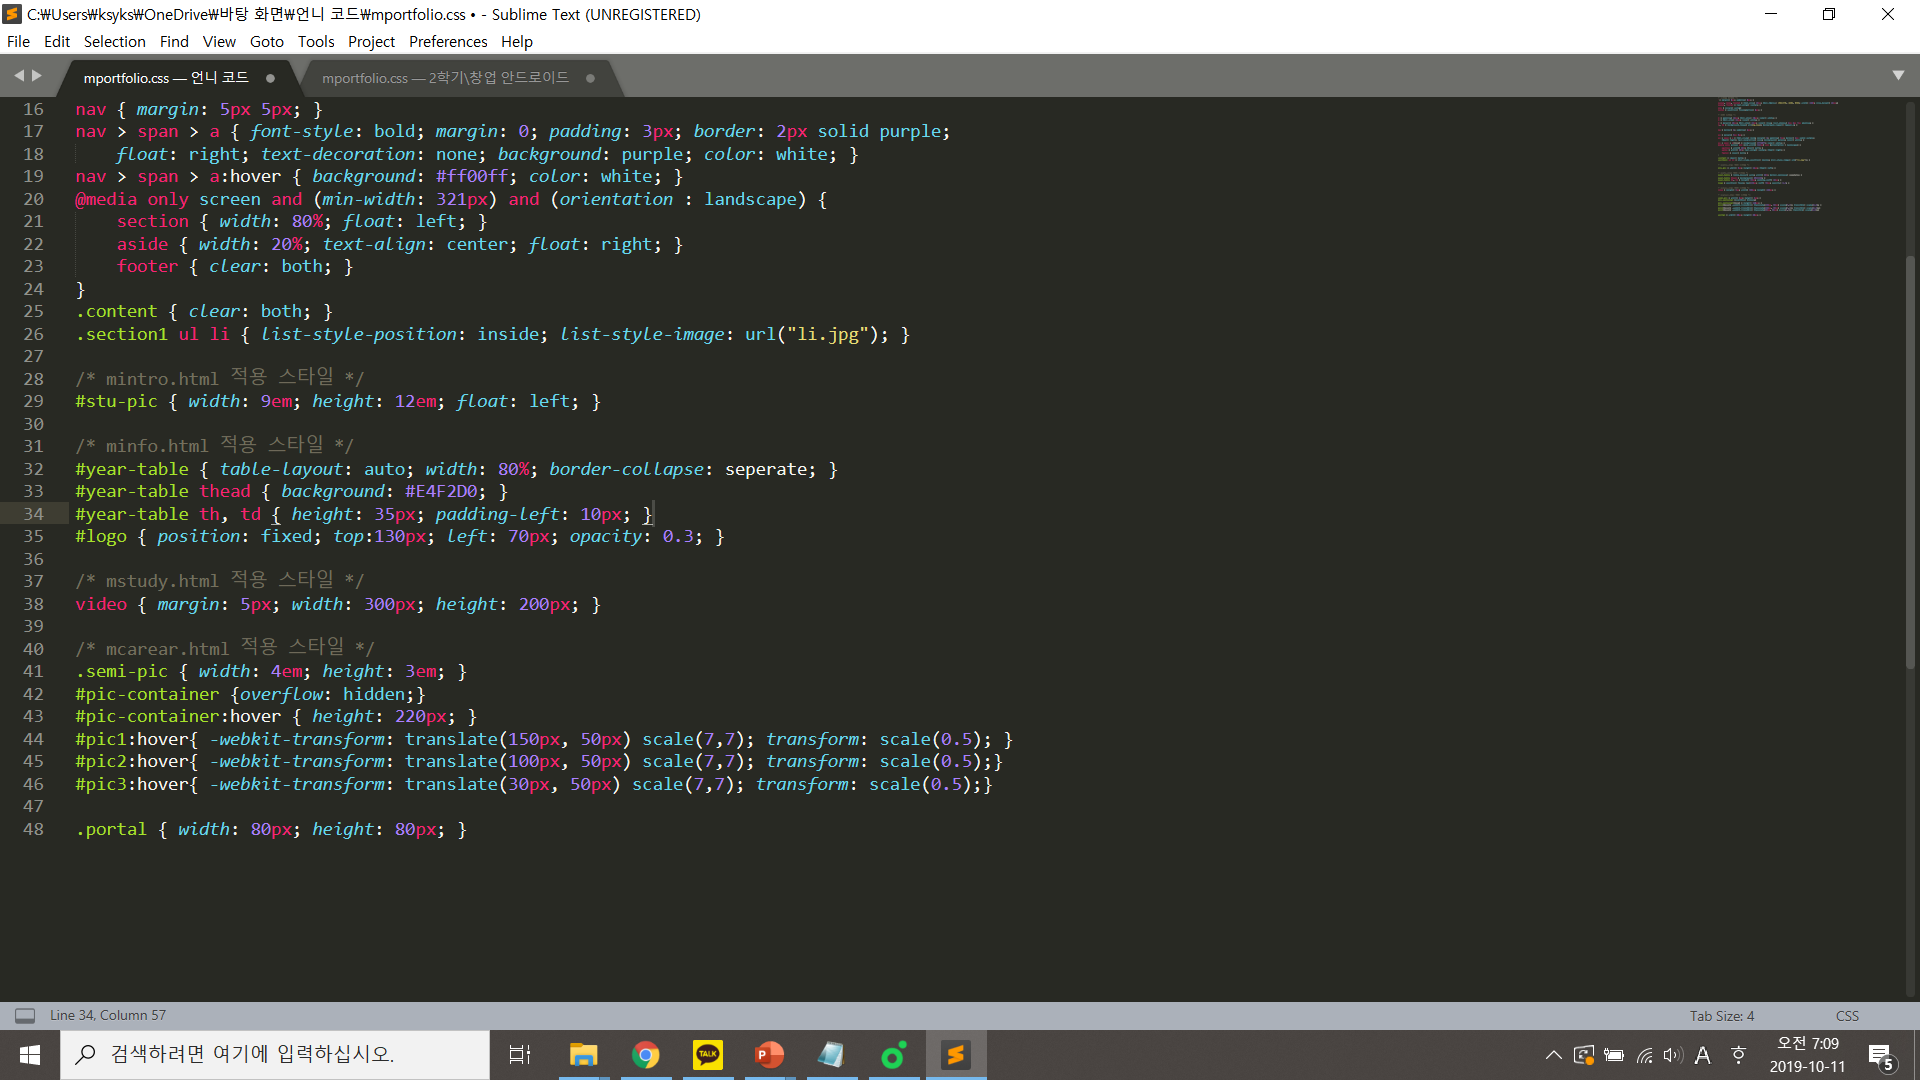 C:₩Users₩ksyks₩OneDrive₩바탕 화면₩언니 코드₩mportfolio.css • - Sublime Text (UNREGISTERED)
File Edit Selection Find View Goto Tools Project Preferences Help
mportfolio.css — 언니 코드
mportfolio.css — 2학기\창업 안드로이드
16 nav { margin: 5px 5px; }
17 nav > span > a { font-style: bold; margin: 0; padding: 3px; border: 2px solid purple;
18     float: right; text-decoration: none; background: purple; color: white; }
19 nav > span > a:hover { background: #ff00ff; color: white; }
20 @media only screen and (min-width: 321px) and (orientation : landscape) {
21     section { width: 80%; float: left; }
22     aside { width: 20%; text-align: center; float: right; }
23     footer { clear: both; }
24 }
25 .content { clear: both; }
26 .section1 ul li { list-style-position: inside; list-style-image: url("li.jpg"); }
27
28 /* mintro.html 적용 스타일 */
29 #stu-pic { width: 9em; height: 12em; float: left; }
30
31 /* minfo.html 적용 스타일 */
32 #year-table { table-layout: auto; width: 80%; border-collapse: seperate; }
33 #year-table thead { background: #E4F2D0; }
34 #year-table th, td { height: 35px; padding-left: 10px; }
35 #logo { position: fixed; top:130px; left: 70px; opacity: 0.3; }
36
37 /* mstudy.html 적용 스타일 */
38 video { margin: 5px; width: 300px; height: 200px; }
39
40 /* mcarear.html 적용 스타일 */
41 .semi-pic { width: 4em; height: 3em; }
42 #pic-container {overflow: hidden;}
43 #pic-container:hover { height: 220px; }
44 #pic1:hover{ -webkit-transform: translate(150px, 50px) scale(7,7); transform: scale(0.5); }
45 #pic2:hover{ -webkit-transform: translate(100px, 50px) scale(7,7); transform: scale(0.5);}
46 #pic3:hover{ -webkit-transform: translate(30px, 50px) scale(7,7); transform: scale(0.5);}
47
48 .portal { width: 80px; height: 80px; }
Line 34, Column 57
Tab Size: 4
CSS
검색하려면 여기에 입력하십시오.
TALK
A
오전 7:09
2019-10-11
5